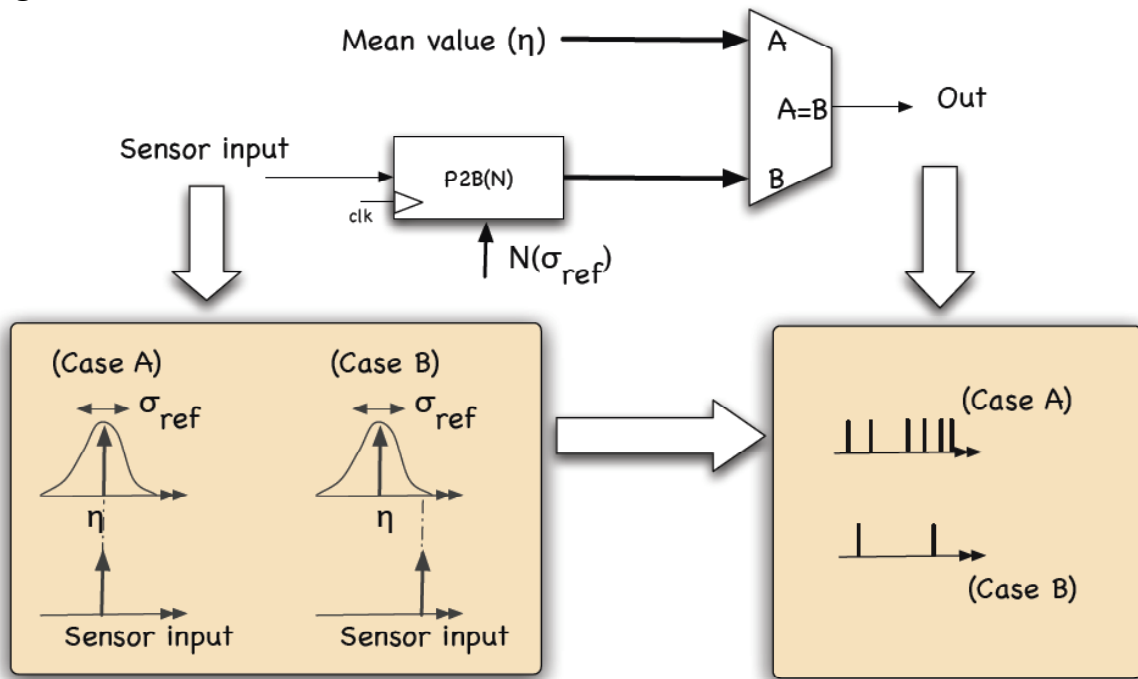 Mean value (η)
A
A=B
Out
Sensor input
P2B(N)
B
clk
N(σref)
(Case A)
(Case B)
σref
σref
η
η
Sensor input
Sensor input
(Case A)
(Case B)